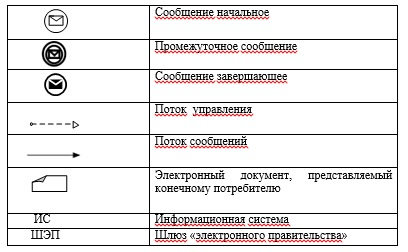 Сообщение начальное
Промежуточное сообщение
Сообщение завершающее
Поток управления
Поток сообщений
Электронный документ, представляемый
конечному потребителю
ИС Информационная система
ШЭП Шлюз «электронного правительства»